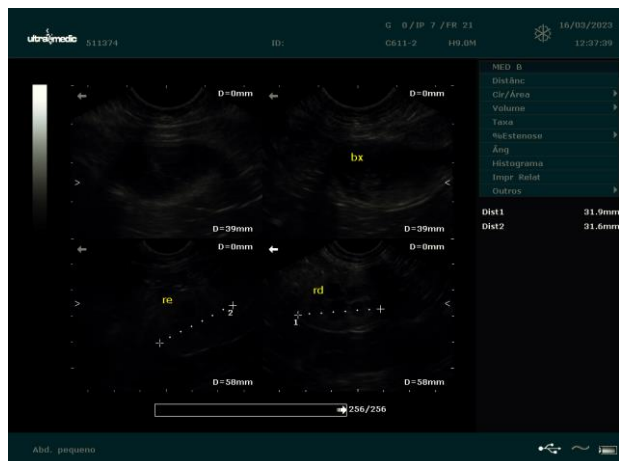 ultramedic
511374
ID:
G 0/IP 7 /FR 21
C611-2 H9.0M
16/03/2023
12:37:39
D=0mm
D=39mm
D=0mm
bx
D=39mm
D=0mm
re
2
D=58mm
D=0mm
rd
1
D=58mm
256/256
MED B
Distânc
Cir/Área
Volume
Taxa
%Estenose
Âng
Histograma
Impr Relat
Outros
Dist1 31.9mm
Dist2 31.6mm
Abd. pequeno